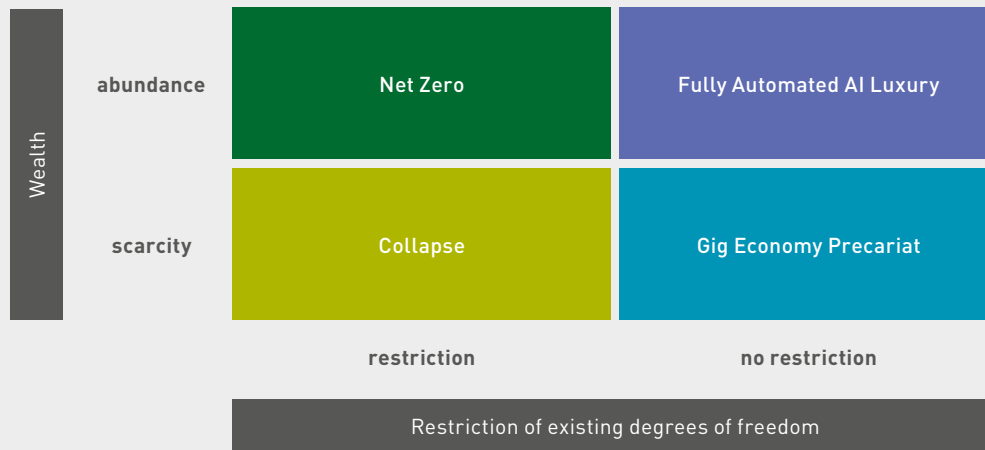 Wealth
abundance
Net Zero
Fully Automated AI Luxury
scarcity
Collapse
Gig Economy Precariat
restriction
no restriction
Restriction of existing degrees of freedom